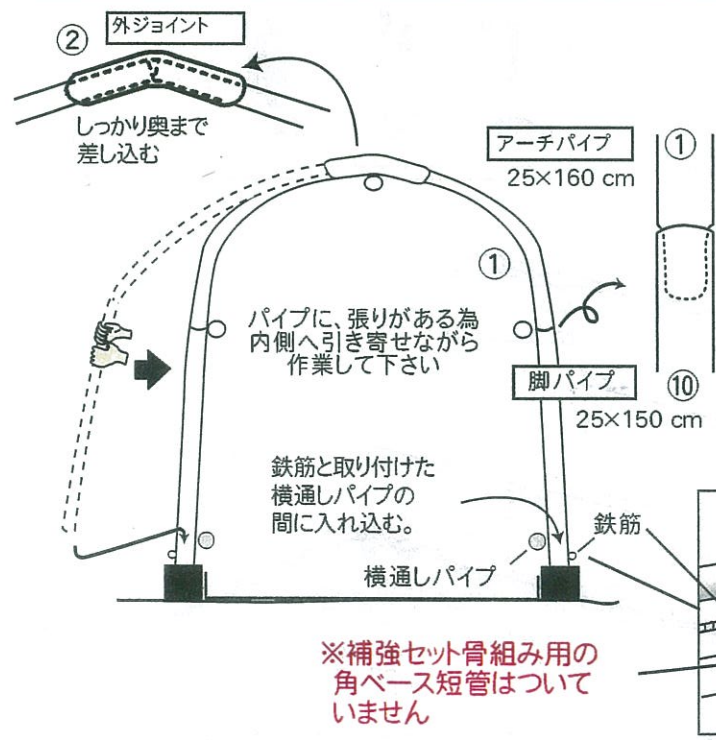 ②
外ジョイント
しっかり奥まで
差し込む
アーチパイプ
25×160 cm
①
①
パイプに、張りがある為
内側へ引き寄せながら
作業して下さい
脚パイプ
⑩
25×150 cm
鉄筋と取り付けた
横通しパイプの
間に入れ込む。
鉄筋
横通しパイプ
※補強セット骨組み用の
角ベース短管はついて
いません